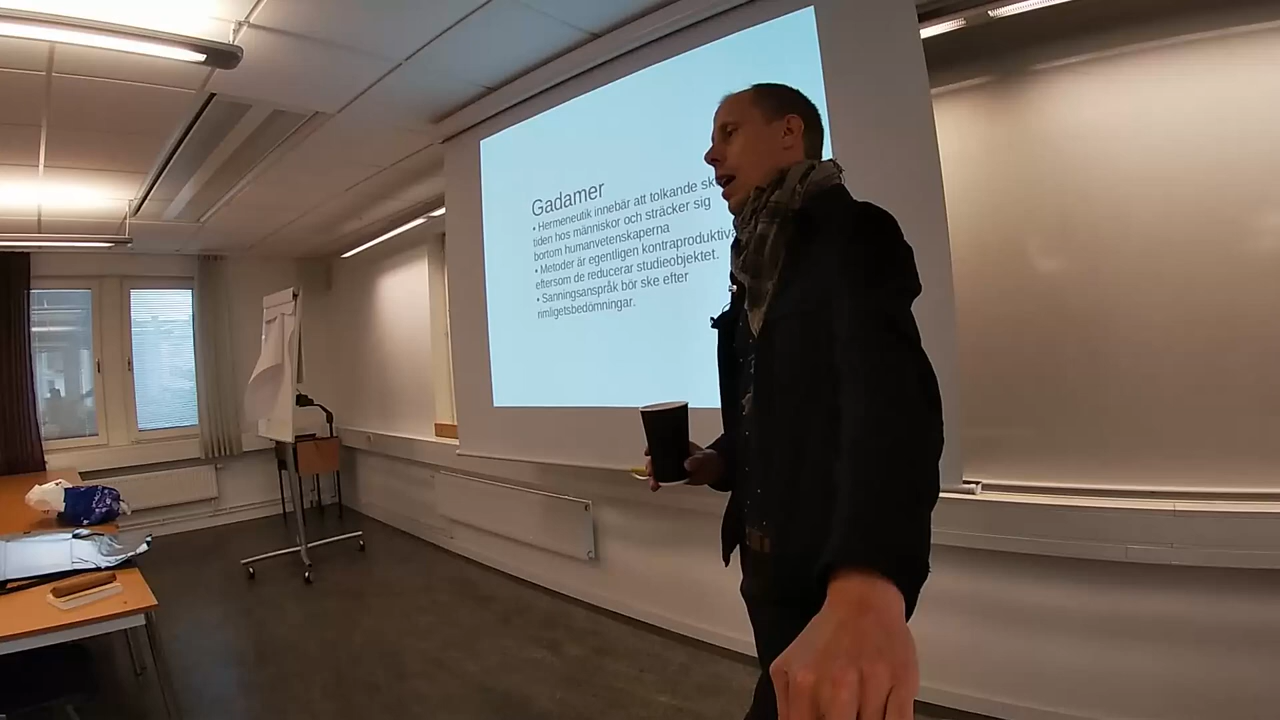 Gadamer
• Hermeneutik innebär att tolkande
tiden hos människor och sträcker sig
bortom humanvetenskaperna
• Metoder är egentligen kontraproduktiva
eftersom de reducerar studieobjektet.
• Sanningsanspråk bör ske efter
rimligetsbedömningar.